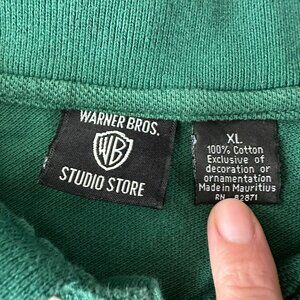 WARNER BROS.
WB
STUDIO STORE
XL
100% Cotton
Exclusive of
decoration or
ornamentation
Made in Mauritius
RN 82871